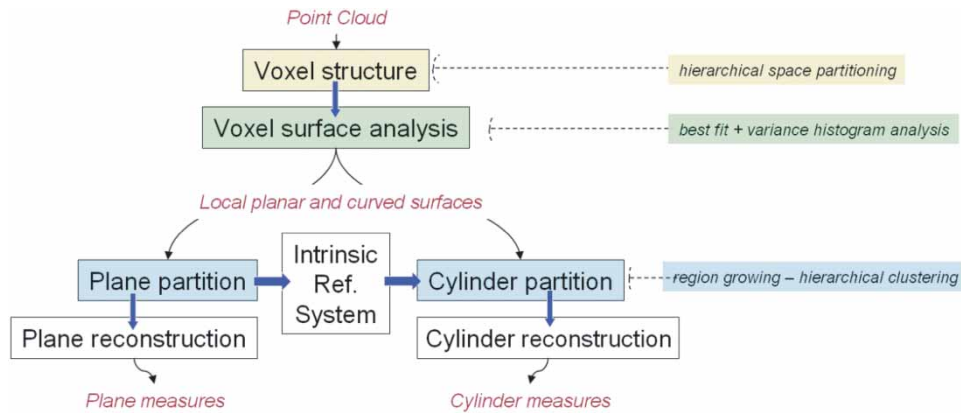 Point Cloud
Voxel structure
hierarchical space partitioning
Voxel surface analysis
best fit + variance histogram analysis
Local planar and curved surfaces
Plane partition
Intrinsic
Ref.
System
Cylinder partition
region growing – hierarchical clustering
Plane reconstruction
Cylinder reconstruction
Plane measures
Cylinder measures